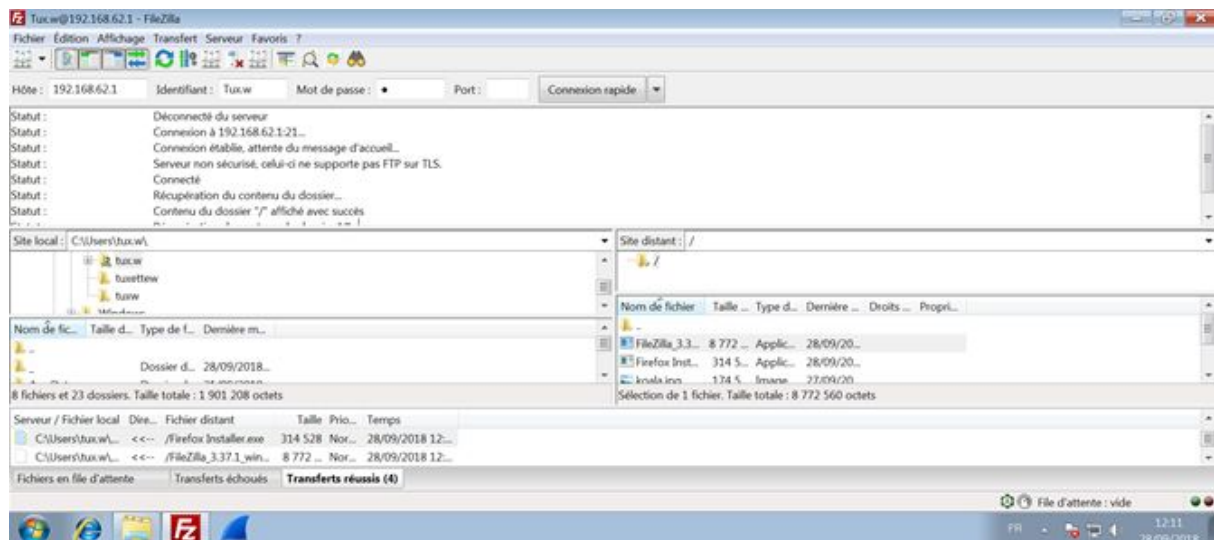 Tux.w@192.168.62.1 - FileZilla
Fichier Édition Affichage Transfert Serveur Favoris ?
Hôte : 192.168.62.1 Identifiant : Tux.w Mot de passe : ● Port : Connexion rapide
Statut : Déconnecté du serveur
Statut : Connexion à 192.168.62.1:21...
Statut : Connexion établie, attente du message d'accueil...
Statut : Serveur non sécurisé, celui-ci ne supporte pas FTP sur TLS.
Statut : Connecté
Statut : Récupération du contenu du dossier...
Statut : Contenu du dossier "/" affiché avec succès
Site local : C:\Users\tux.w\
Site distant : /
tux.w
tuxettew
tuxw
Windows
/
Nom de fic... Taille d... Type de f... Dernière m...
..
Dossier d... 28/09/2018...
8 fichiers et 23 dossiers. Taille totale : 1 901 208 octets
Nom de fichier Taille ... Type d... Dernière ... Droits ... Propri...
..
FileZilla_3.3... 8 772 ... Applic... 28/09/20...
Firefox Inst... 314 5... Applic... 28/09/20...
koala.jpg 174 5... Image 27/09/20
Sélection de 1 fichier. Taille totale : 8 772 560 octets
Serveur / Fichier local Dire... Fichier distant Taille Prio... Temps
C:\Users\tux.w\... <<-- /Firefox Installer.exe 314 528 Nor... 28/09/2018 12:...
C:\Users\tux.w\... <<-- /FileZilla_3.37.1_win... 8 772 ... Nor... 28/09/2018 12:...
Fichiers en file d'attente Transferts échoués Transferts réussis (4)
File d'attente : vide
FR 12:11
28/09/2018